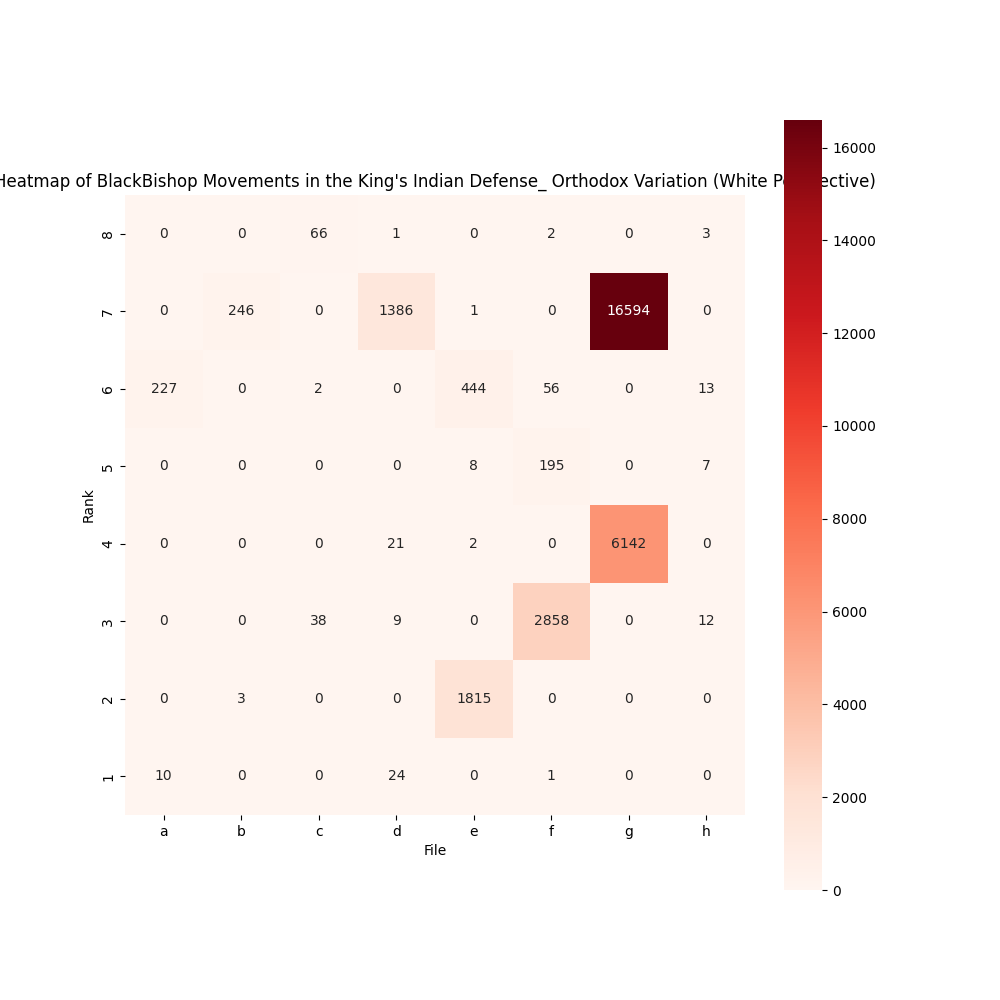 Heatmap of BlackBishop Movements in the King's Indian Defense_ Orthodox Variation (White P ective)
8 0 0 66 1 0 2 0 3
7 0 246 0 1386 1 0 16594 0
6 227 0 2 0 444 56 0 13
5 0 0 0 0 8 195 0 7
4 0 0 0 21 2 0 6142 0
3 0 0 38 9 0 2858 0 12
2 0 3 0 0 1815 0 0 0
1 10 0 0 24 0 1 0 0
a b c d e f g h
File
Rank
16000
14000
12000
10000
8000
6000
4000
2000
0